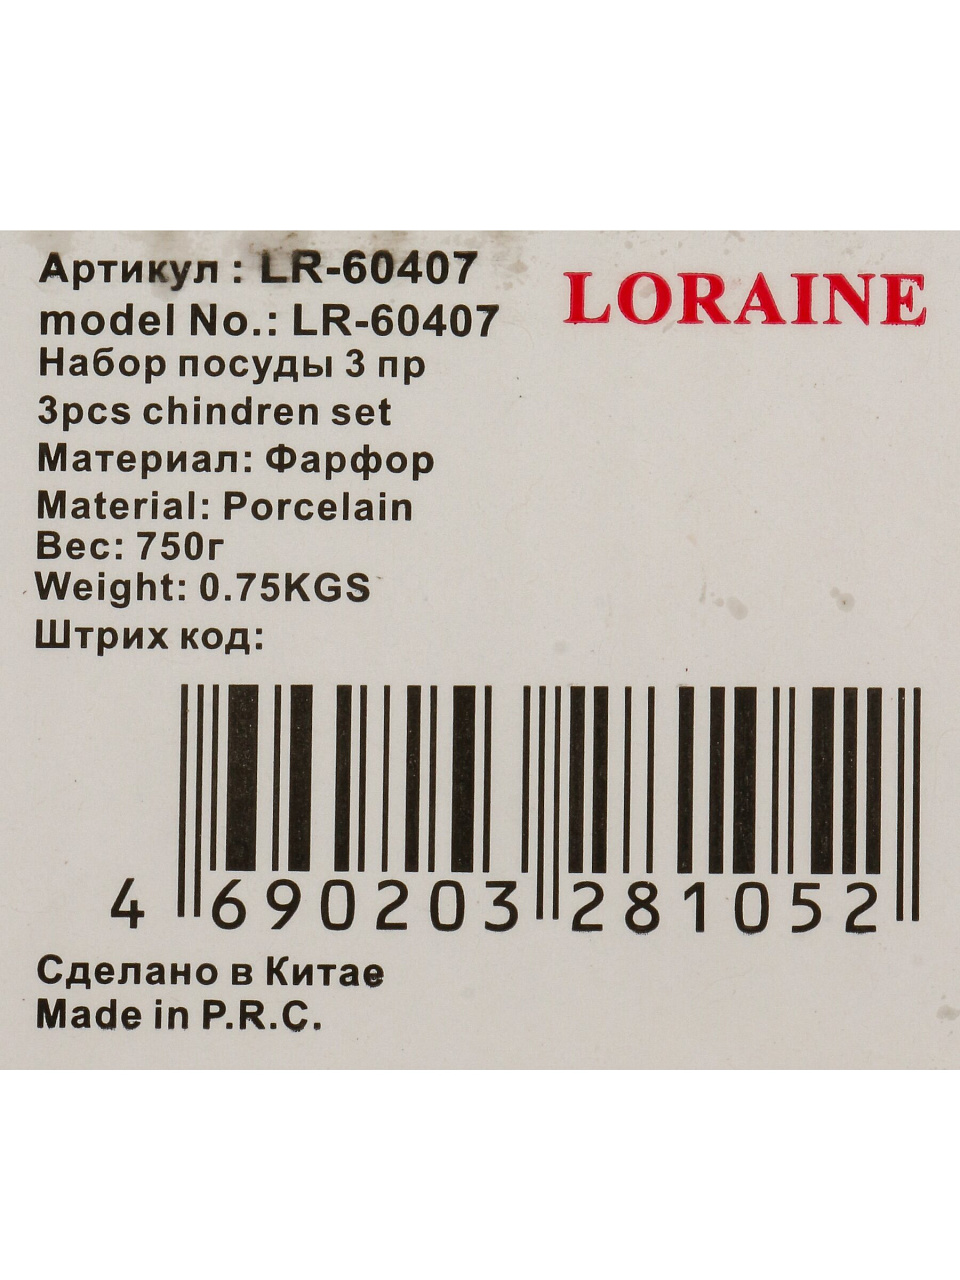 Артикул : LR-60407
LORAINE
model No.: LR-60407
Набор посуды 3 пр
3pcs chindren set
Материал: Фарфор
Material: Porcelain
Вес: 750г
Weight: 0.75KGS
Штрих код:
4 690203 281052
Сделано в Китае
Made in P.R.C.